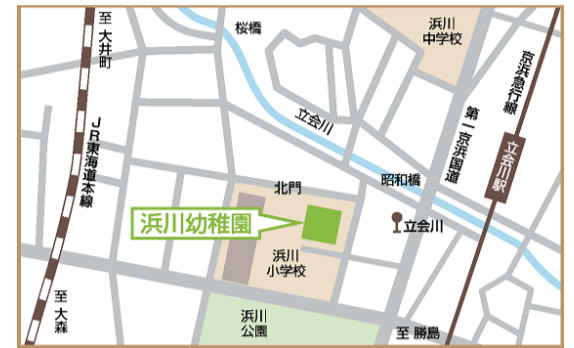 至 大井町
桜橋
浜川
中学校
京浜急行線
第一京浜国道
立会川
JR東海道本線
立会川駅
昭和橋
北門
浜川幼稚園
立会川
浜川
小学校
至 大森
浜川
公園
至 勝島